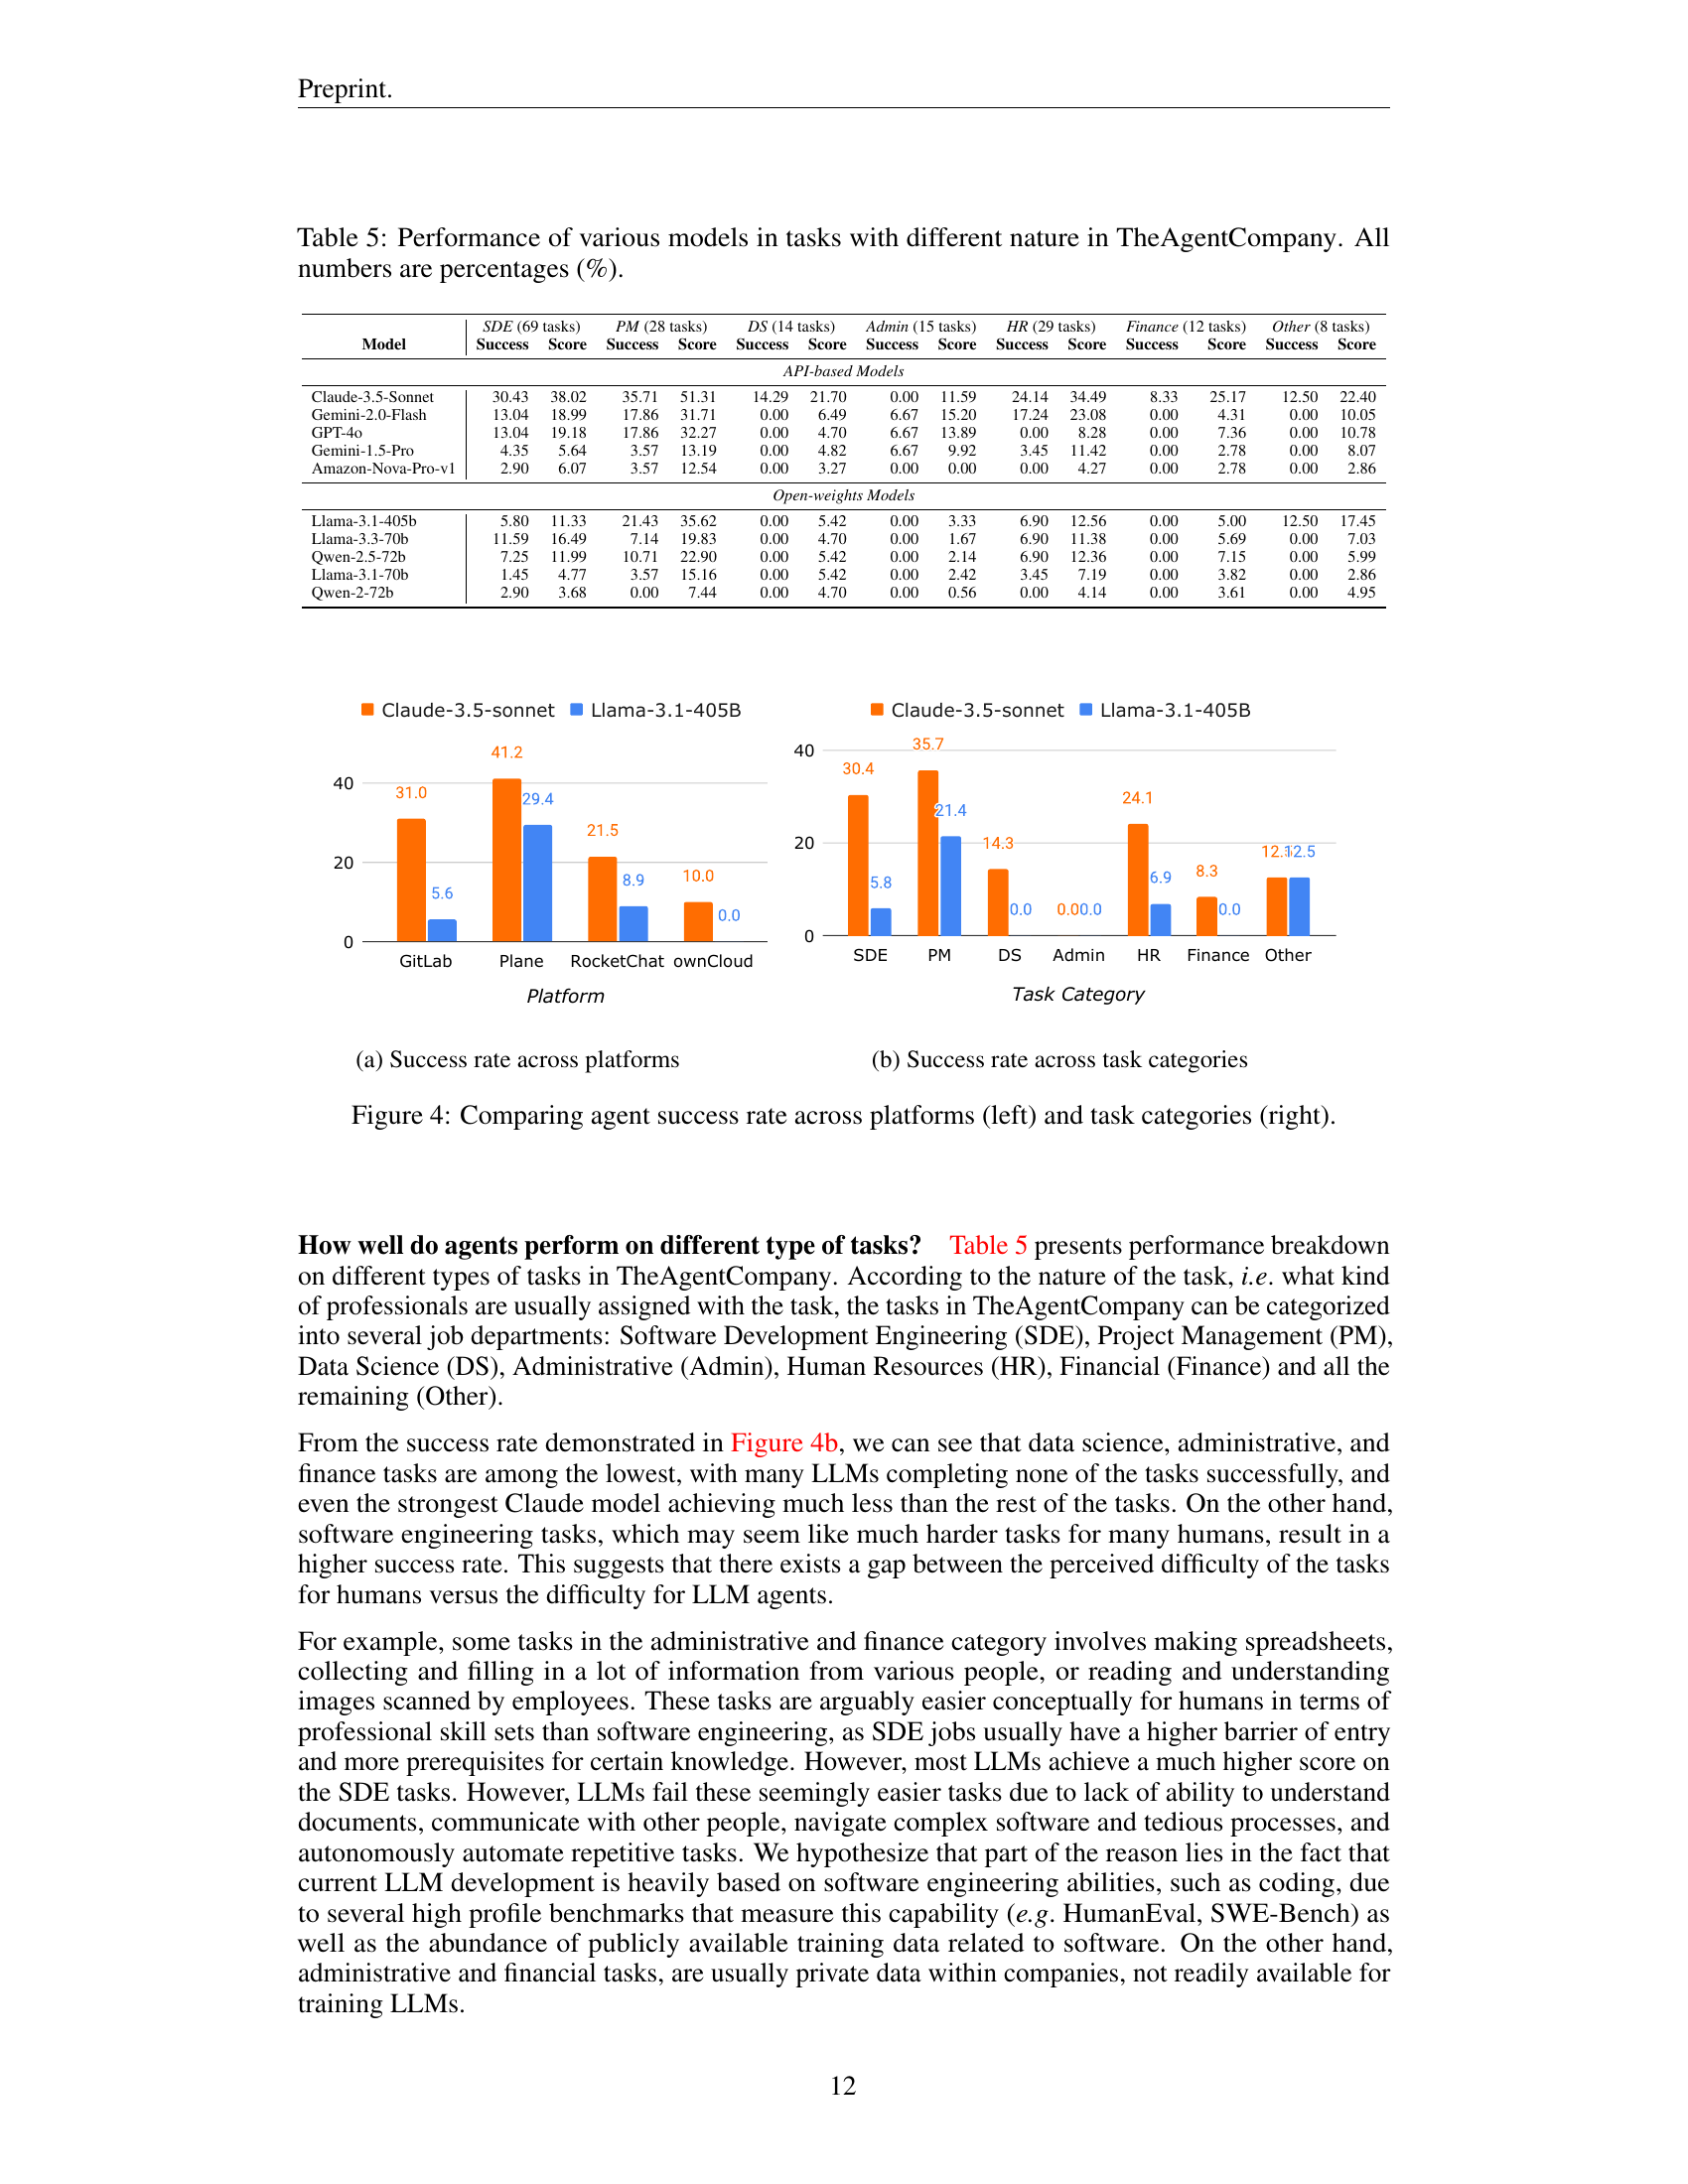 Preprint.
Table 5: Performance of various models in tasks with different nature in TheAgentCompany. All
numbers are percentages (%).
Model SDE (69 tasks) PM (28 tasks) DS (14 tasks) Admin (15 tasks) HR (29 tasks) Finance (12 tasks) Other (8 tasks)
Success Score Success Score Success Score Success Score Success Score Success Score Success Score
API-based Models
Claude-3.5-Sonnet 30.43 38.02 35.71 51.31 14.29 21.70 0.00 11.59 24.14 34.49 8.33 25.17 12.50 22.40
Gemini-2.0-Flash 13.04 18.99 17.86 31.71 0.00 6.49 6.67 15.20 17.24 23.08 0.00 4.31 0.00 10.05
GPT-4o 13.04 19.18 17.86 32.27 0.00 4.70 6.67 13.89 0.00 8.28 0.00 7.36 0.00 10.78
Gemini-1.5-Pro 4.35 5.64 3.57 13.19 0.00 4.82 6.67 9.92 3.45 11.42 0.00 2.78 0.00 8.07
Amazon-Nova-Pro-v1 2.90 6.07 3.57 12.54 0.00 3.27 0.00 0.00 0.00 4.27 0.00 2.78 0.00 2.86
Open-weights Models
Llama-3.1-405b 5.80 11.33 21.43 35.62 0.00 5.42 0.00 3.33 6.90 12.56 0.00 5.00 12.50 17.45
Llama-3.3-70b 11.59 16.49 7.14 19.83 0.00 4.70 0.00 1.67 6.90 11.38 0.00 5.69 0.00 7.03
Qwen-2.5-72b 7.25 11.99 10.71 22.90 0.00 5.42 0.00 2.14 6.90 12.36 0.00 7.15 0.00 5.99
Llama-3.1-70b 1.45 4.77 3.57 15.16 0.00 5.42 0.00 2.42 3.45 7.19 0.00 3.82 0.00 2.86
Qwen-2-72b 2.90 3.68 0.00 7.44 0.00 4.70 0.00 0.56 0.00 4.14 0.00 3.61 0.00 4.95
Claude-3.5-sonnet Llama-3.1-405B
40
20
0
31.0 5.6 41.2 29.4 21.5 8.9 10.0 0.0
GitLab Plane RocketChat ownCloud
Platform
(a) Success rate across platforms
Claude-3.5-sonnet Llama-3.1-405B
40
20
0
30.4 5.8 35.7 21.4 14.3 0.0 0.0 0.0 24.1 6.9 8.3 0.0 12.5 12.5
SDE PM DS Admin HR Finance Other
Task Category
(b) Success rate across task categories
Figure 4: Comparing agent success rate across platforms (left) and task categories (right).
How well do agents perform on different type of tasks? Table 5 presents performance breakdown
on different types of tasks in TheAgentCompany. According to the nature of the task, i.e. what kind
of professionals are usually assigned with the task, the tasks in TheAgentCompany can be categorized
into several job departments: Software Development Engineering (SDE), Project Management (PM),
Data Science (DS), Administrative (Admin), Human Resources (HR), Financial (Finance) and all the
remaining (Other).
From the success rate demonstrated in Figure 4b, we can see that data science, administrative, and
finance tasks are among the lowest, with many LLMs completing none of the tasks successfully, and
even the strongest Claude model achieving much less than the rest of the tasks. On the other hand,
software engineering tasks, which may seem like much harder tasks for many humans, result in a
higher success rate. This suggests that there exists a gap between the perceived difficulty of the tasks
for humans versus the difficulty for LLM agents.
For example, some tasks in the administrative and finance category involves making spreadsheets,
collecting and filling in a lot of information from various people, or reading and understanding
images scanned by employees. These tasks are arguably easier conceptually for humans in terms of
professional skill sets than software engineering, as SDE jobs usually have a higher barrier of entry
and more prerequisites for certain knowledge. However, most LLMs achieve a much higher score on
the SDE tasks. However, LLMs fail these seemingly easier tasks due to lack of ability to understand
documents, communicate with other people, navigate complex software and tedious processes, and
autonomously automate repetitive tasks. We hypothesize that part of the reason lies in the fact that
current LLM development is heavily based on software engineering abilities, such as coding, due
to several high profile benchmarks that measure this capability (e.g. HumanEval, SWE-Bench) as
well as the abundance of publicly available training data related to software. On the other hand,
administrative and financial tasks, are usually private data within companies, not readily available for
training LLMs.
12